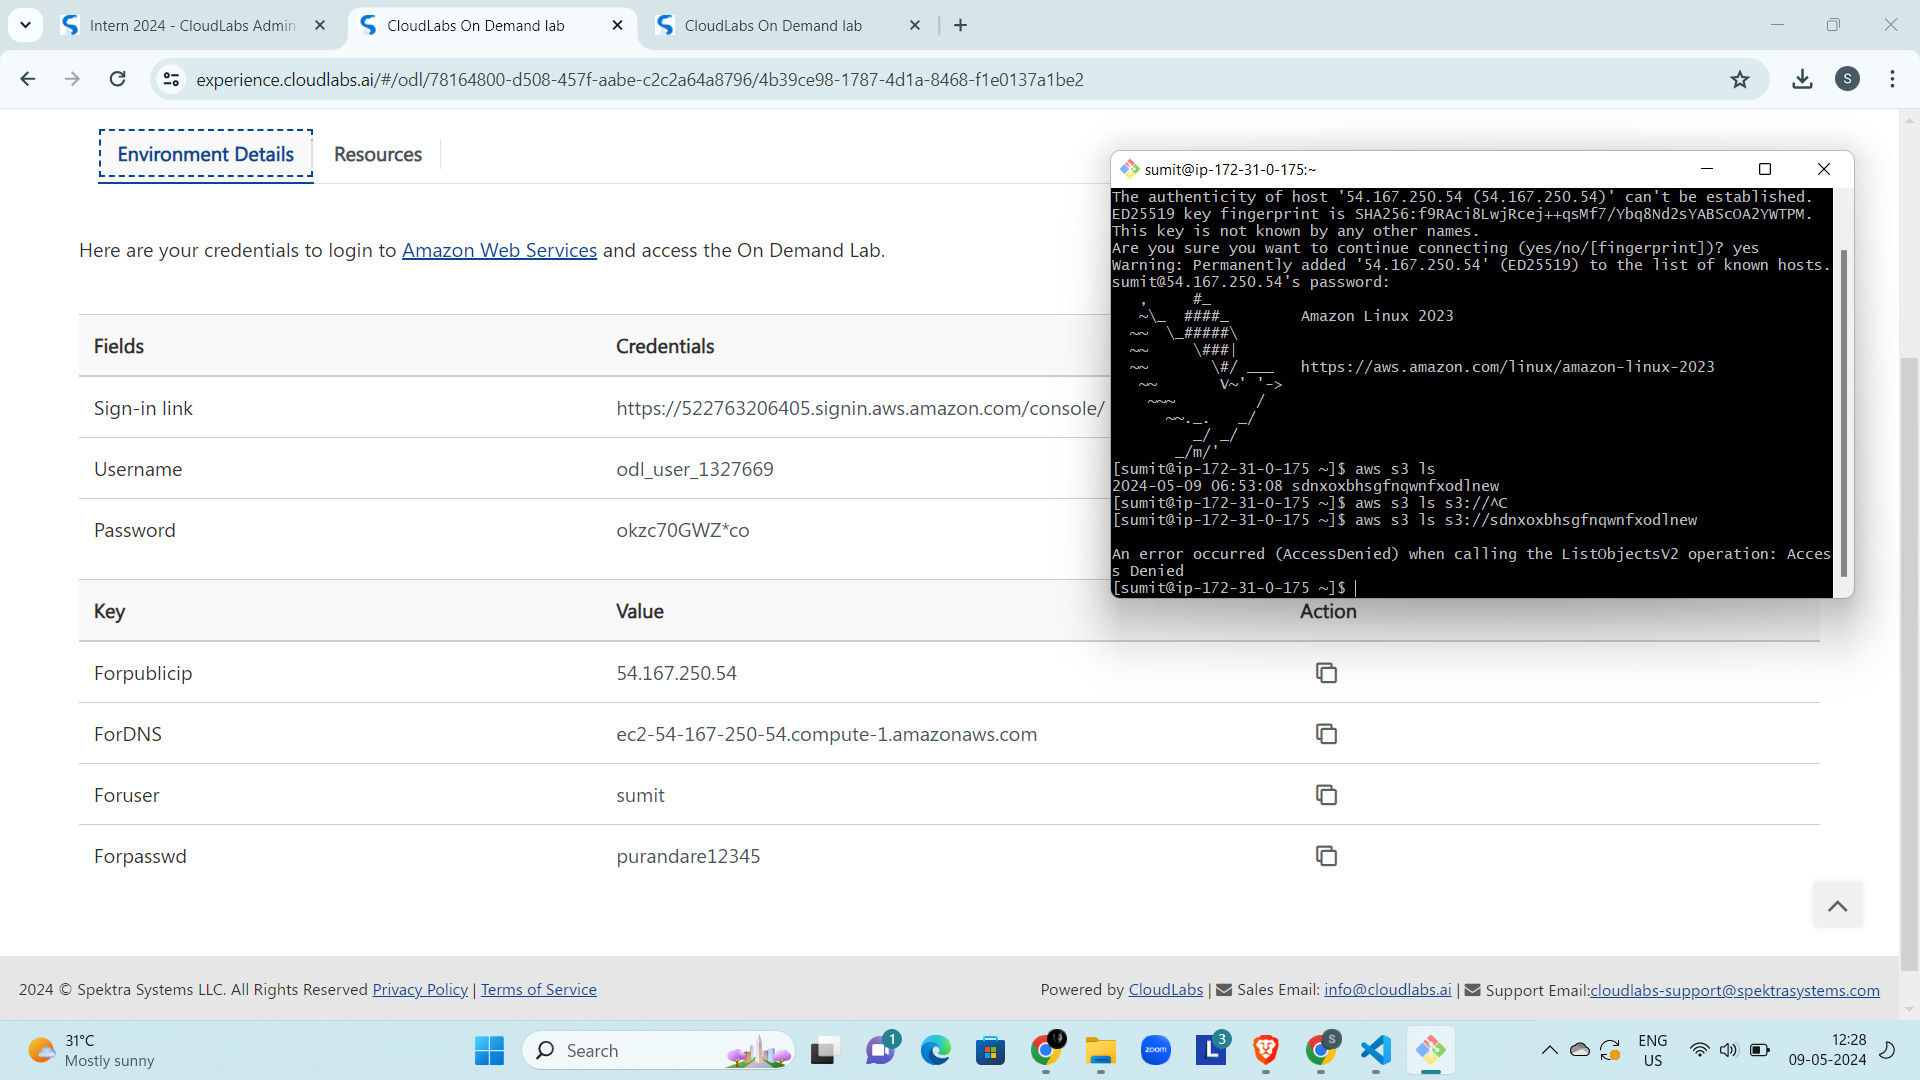 Intern 2024 - CloudLabs Admin
CloudLabs On Demand lab
CloudLabs On Demand lab
experience.cloudlabs.ai/#/odl/78164800-d508-457f-aabe-c2c2a64a8796/4b39ce98-1787-4d1a-8468-f1e0137a1be2
S
Environment Details
Resources
Here are your credentials to login to Amazon Web Services and access the On Demand Lab.
Fields Credentials
Sign-in link https://522763206405.signin.aws.amazon.com/console/
Username odl_user_1327669
Password okzc70GWZ*co
sumit@ip-172-31-0-175:~
The authenticity of host '54.167.250.54 (54.167.250.54)' can't be established.
ED25519 key fingerprint is SHA256:f9RAci8LwjRcej++qsMf7/Ybq8Nd2sYABScOA2YWTPM.
This key is not known by any other names.
Are you sure you want to continue connecting (yes/no/[fingerprint])? yes
Warning: Permanently added '54.167.250.54' (ED25519) to the list of known hosts.
sumit@54.167.250.54's password:
   ,     #_
   ~\_  ####_        Amazon Linux 2023
  ~~  \_#####\
  ~~     \###|
  ~~       \#/ ___   https://aws.amazon.com/linux/amazon-linux-2023
   ~~       V~' '->
    ~~~         /
      ~~._.   _/
         _/ _/
       _/m/'
[sumit@ip-172-31-0-175 ~]$ aws s3 ls
2024-05-09 06:53:08 sdnxoxbhsgfnqwnfxodlnew
[sumit@ip-172-31-0-175 ~]$ aws s3 ls s3://^C
[sumit@ip-172-31-0-175 ~]$ aws s3 ls s3://sdnxoxbhsgfnqwnfxodlnew
An error occurred (AccessDenied) when calling the ListObjectsV2 operation: Acces
s Denied
[sumit@ip-172-31-0-175 ~]$
Key Value Action
Forpublicip 54.167.250.54
ForDNS ec2-54-167-250-54.compute-1.amazonaws.com
Foruser sumit
Forpasswd purandare12345
2024 © Spektra Systems LLC. All Rights Reserved Privacy Policy | Terms of Service
Powered by CloudLabs | Sales Email: info@cloudlabs.ai | Support Email:cloudlabs-support@spektrasystems.com
31°C
Mostly sunny
Search
1
zoom
L 3
S
ENG
US
12:28
09-05-2024